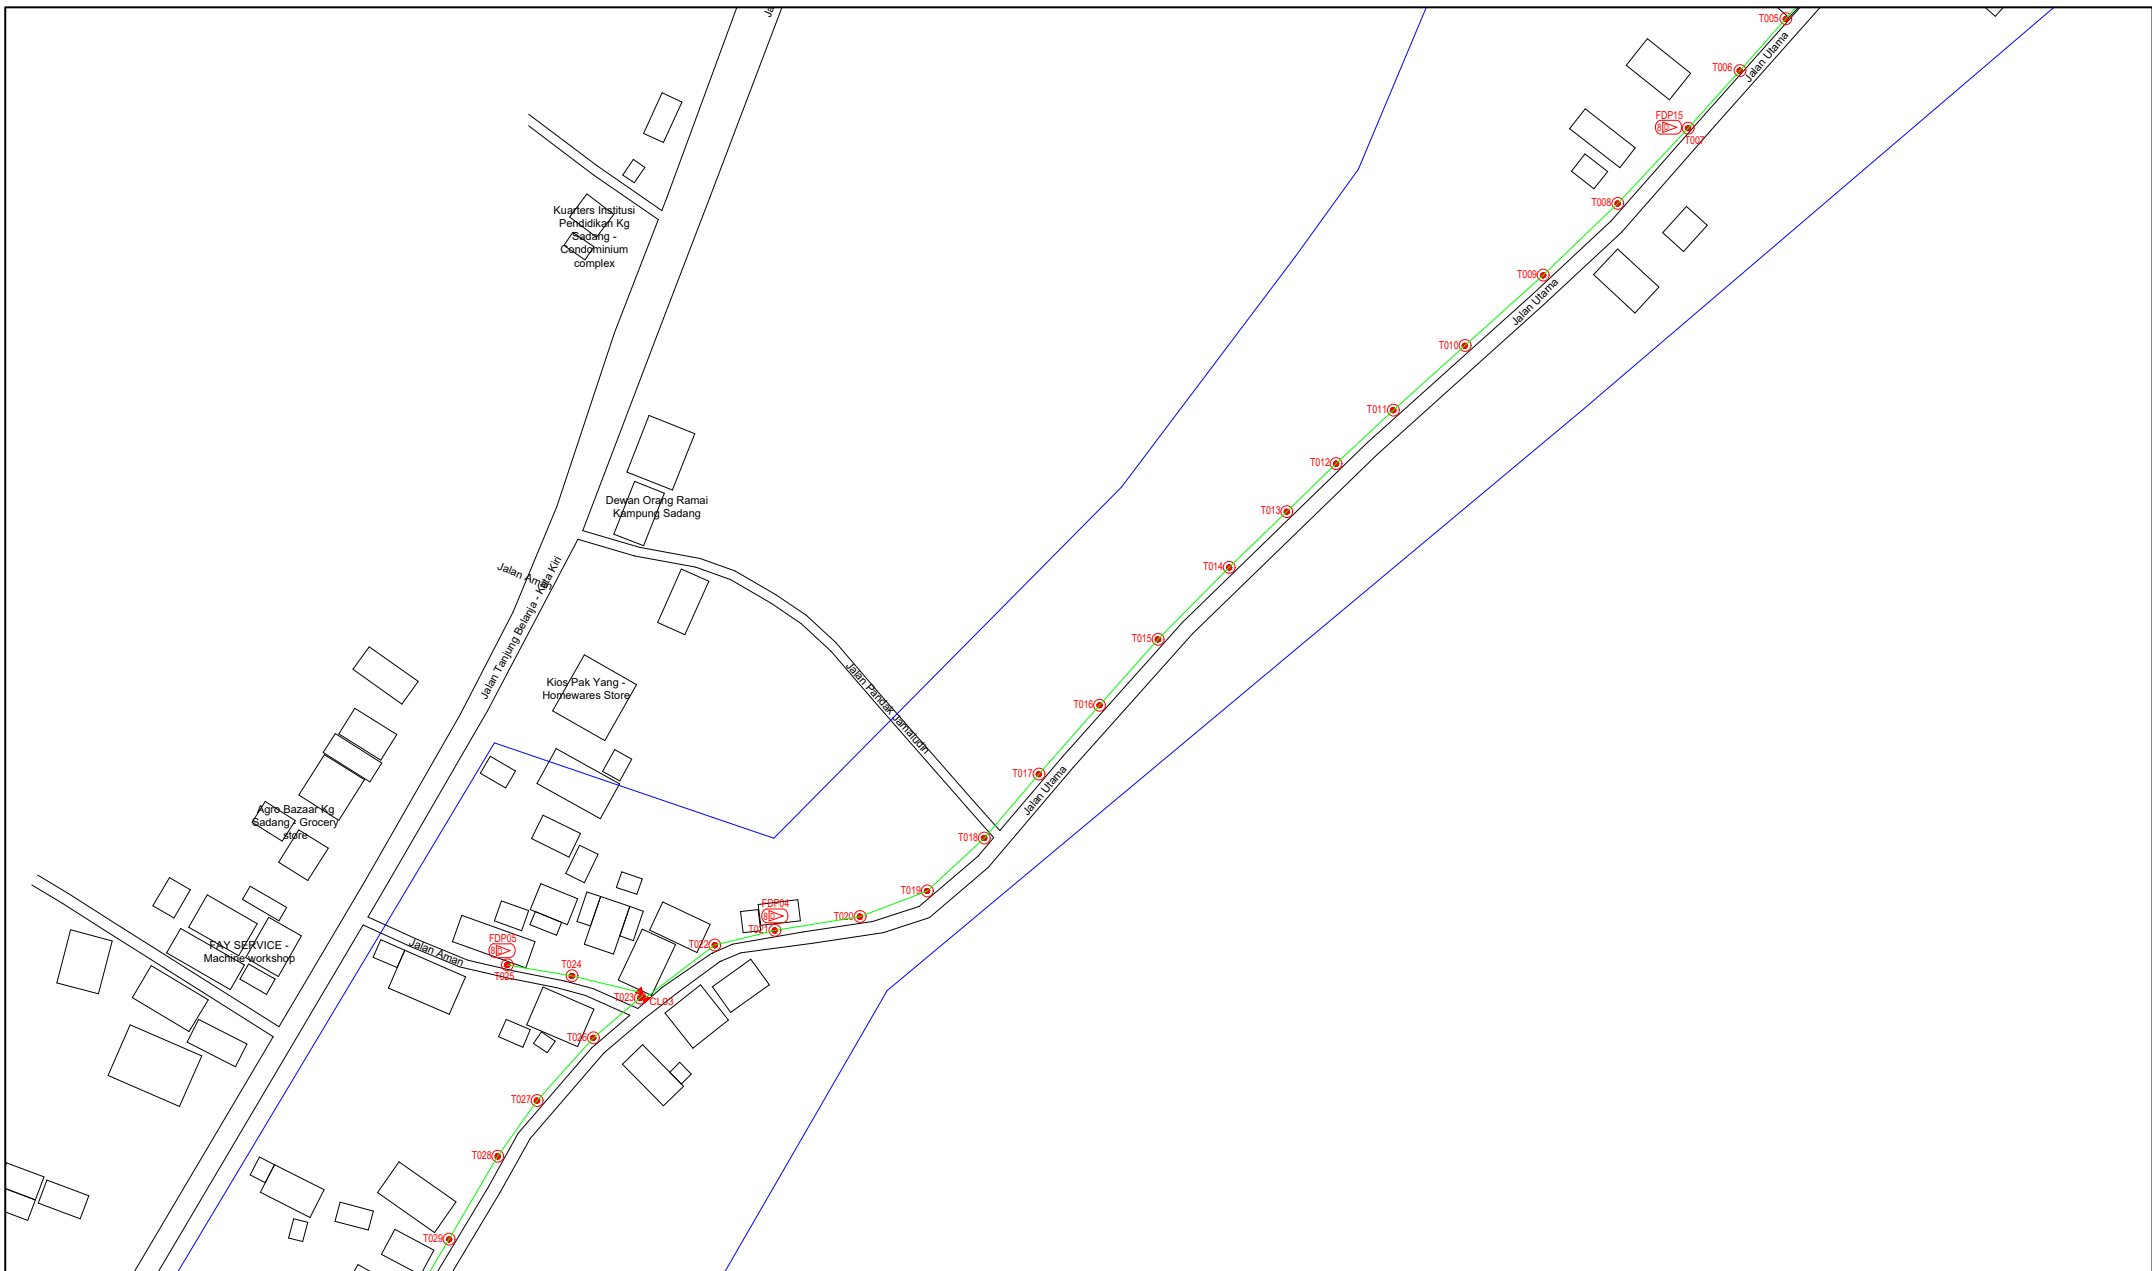 T005
Jalan Utama
T006
FDP15
T007
T008
Kuarters Institusi
Pendidikan Kg
Sadang -
Condominium
complex
T009
Jalan Utama
T010
T011
T012
Dewan Orang Ramai
Kampung Sadang
T013
T014
Jalan Aman
Jalan Tanjung Belanja - Kota Kiri
T015
Jalan Pandak Jamaludin
Kios Pak Yang -
Homewares Store
T016
T017
Jalan Utama
Agro Bazaar Kg
Sadang - Grocery
store
T018
T019
FDP04
T020
T021
FDP05
T022
Jalan Aman
FAY SERVICE -
Machine workshop
T025
T024
T023
CL03
T026
T027
T028
T029